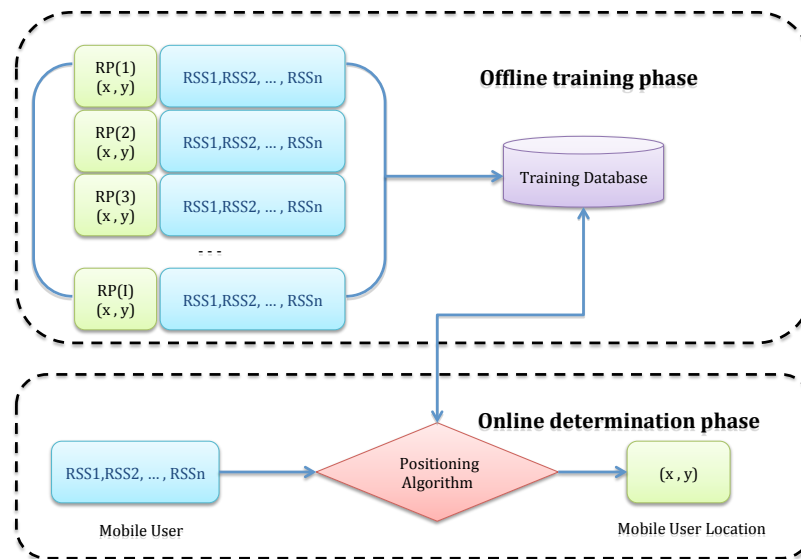 Offline training phase
RP(1)
(x , y)
RSS1,RSS2, ... , RSSn
RP(2)
(x , y)
RSS1,RSS2, ... , RSSn
RP(3)
(x , y)
RSS1,RSS2, ... , RSSn
- - -
RP(I)
(x , y)
RSS1,RSS2, ... , RSSn
Training Database
Online determination phase
RSS1,RSS2, ... , RSSn
Mobile User
Positioning
Algorithm
(x , y)
Mobile User Location